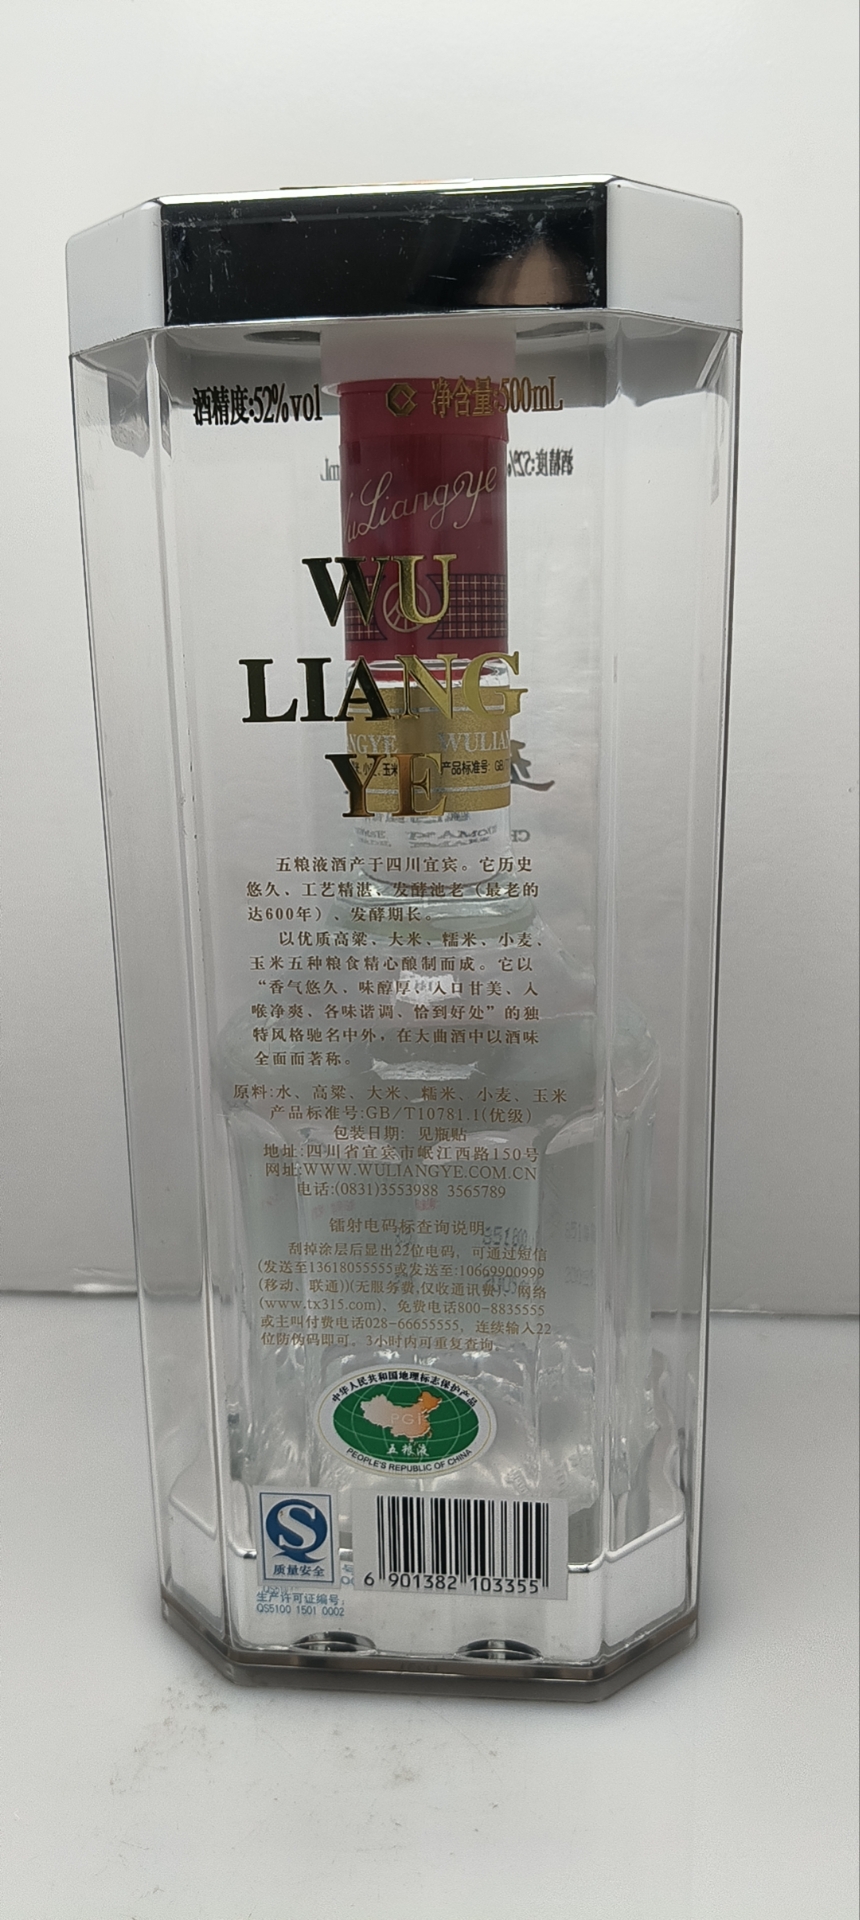 酒精度:52%vol 净含量:500mL
WuLiangye
WU
LIANG
YE
WULIAN
产品标准号
五粮液酒产于四川宜宾。它历史
悠久、工艺精湛、发酵池老（最老的
达600年）、发酵期长。
以优质高粱、大米、糯米、小麦、
玉米五种粮食精心酿制而成。它以
“香气悠久、味醇厚、入口甘美、入
喉净爽、各味谐调、恰到好处”的独
特风格驰名中外，在大曲酒中以酒味
全面而著称。
原料:水、高粱、大米、糯米、小麦、玉米
产品标准号:GB/T10781.1(优级)
包装日期: 见瓶贴
地址:四川省宜宾市岷江西路150号
网址:WWW.WULIANGYE.COM.CN
电话:(0831)3553988 3565789
镭射电码标查询说明:
刮掉涂层后显出22位电码，可通过短信
(发送至13618055555或发送至:10669900999
(移动、联通))(无服务费,仅收通讯费)、网络
(www.tx315.com)、免费电话800-8835555
或主叫付费电话028-66655555，连续输入22
位防伪码即可。3小时内可重复查询。
中华人民共和国地理标志保护产品
PGI
五粮液
PEOPLE'S REPUBLIC OF CHINA
质量安全
生产许可证编号:
QS5100 1501 0002
6 901382 103355